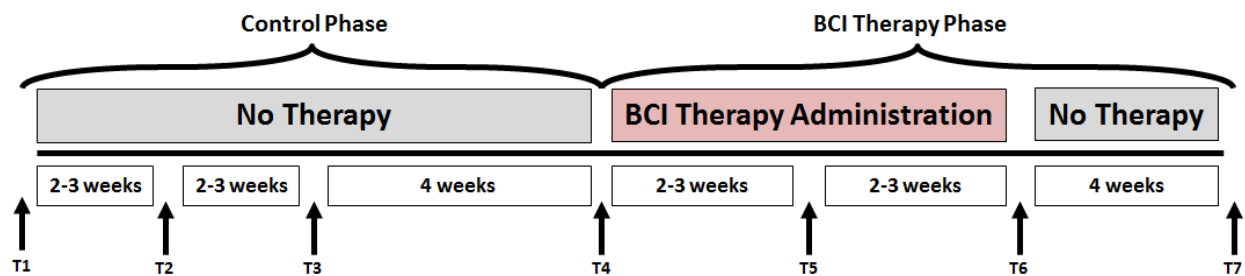 Control Phase
BCI Therapy Phase
No Therapy
BCI Therapy Administration
No Therapy
2-3 weeks
2-3 weeks
4 weeks
2-3 weeks
2-3 weeks
4 weeks
T1
T2
T3
T4
T5
T6
T7